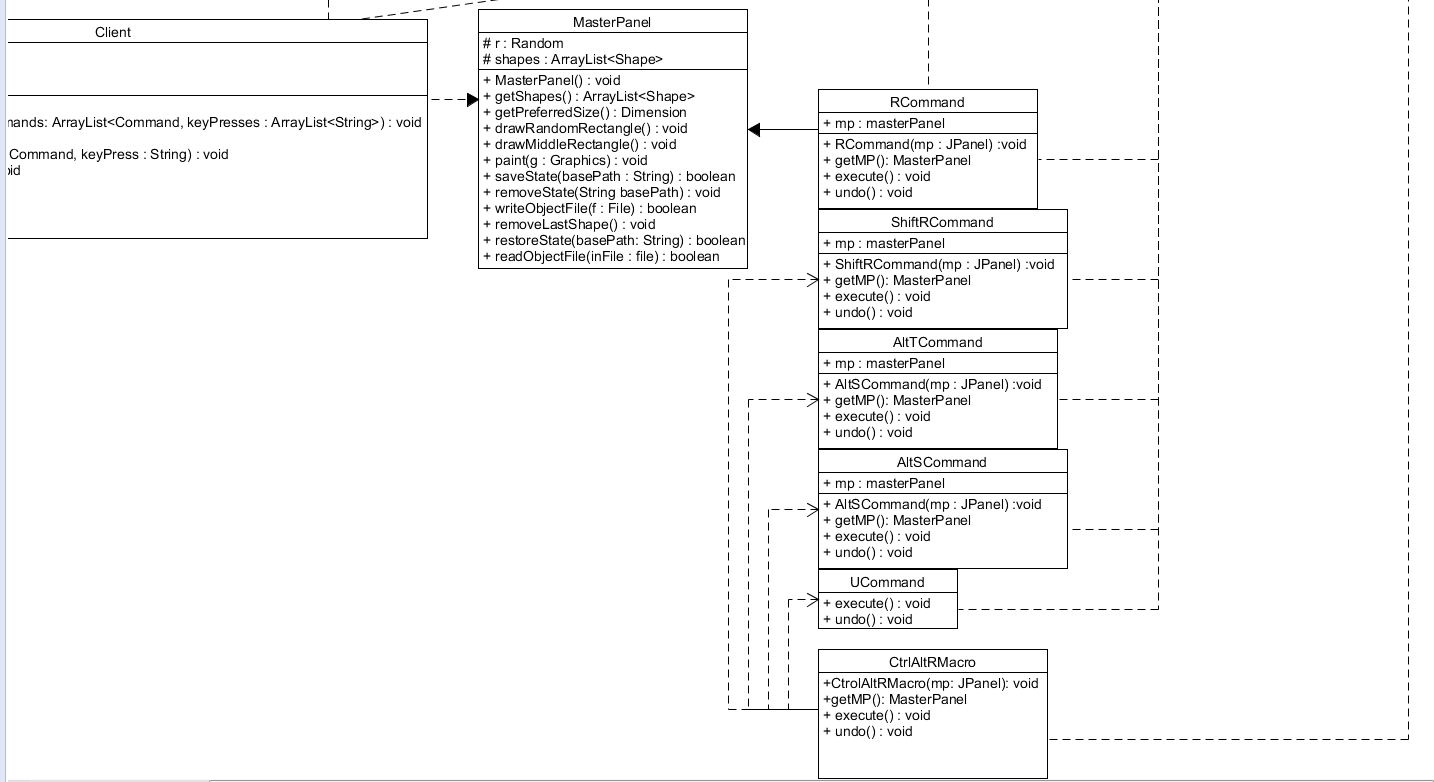 Client
ArrayList<Command, keyPresses : ArrayList<String>) : void
Command, keyPress : String) : void
MasterPanel
# r : Random
# shapes : ArrayList<Shape>
+ MasterPanel() : void
+ getShapes() : ArrayList<Shape>
+ getPreferredSize() : Dimension
+ drawRandomRectangle() : void
+ drawMiddleRectangle() : void
+ paint(g : Graphics) : void
+ saveState(basePath : String) : boolean
+ removeState(String basePath) : void
+ writeObjectFile(f : File) : boolean
+ removeLastShape() : void
+ restoreState(basePath: String) : boolean
+ readObjectFile(inFile : file) : boolean
RCommand
+ mp : masterPanel
+ RCommand(mp : JPanel) :void
+ getMP(): MasterPanel
+ execute() : void
+ undo() : void
ShiftRCommand
+ mp : masterPanel
+ ShiftRCommand(mp : JPanel) :void
+ getMP(): MasterPanel
+ execute() : void
+ undo() : void
AltTCommand
+ mp : masterPanel
+ AltSCommand(mp : JPanel) :void
+ getMP(): MasterPanel
+ execute() : void
+ undo() : void
AltSCommand
+ mp : masterPanel
+ AltSCommand(mp : JPanel) :void
+ getMP(): MasterPanel
+ execute() : void
+ undo() : void
UCommand
+ execute() : void
+ undo() : void
CtrlAltRMacro
+CtrolAltRMacro(mp: JPanel): void
+getMP(): MasterPanel
+ execute() : void
+ undo() : void